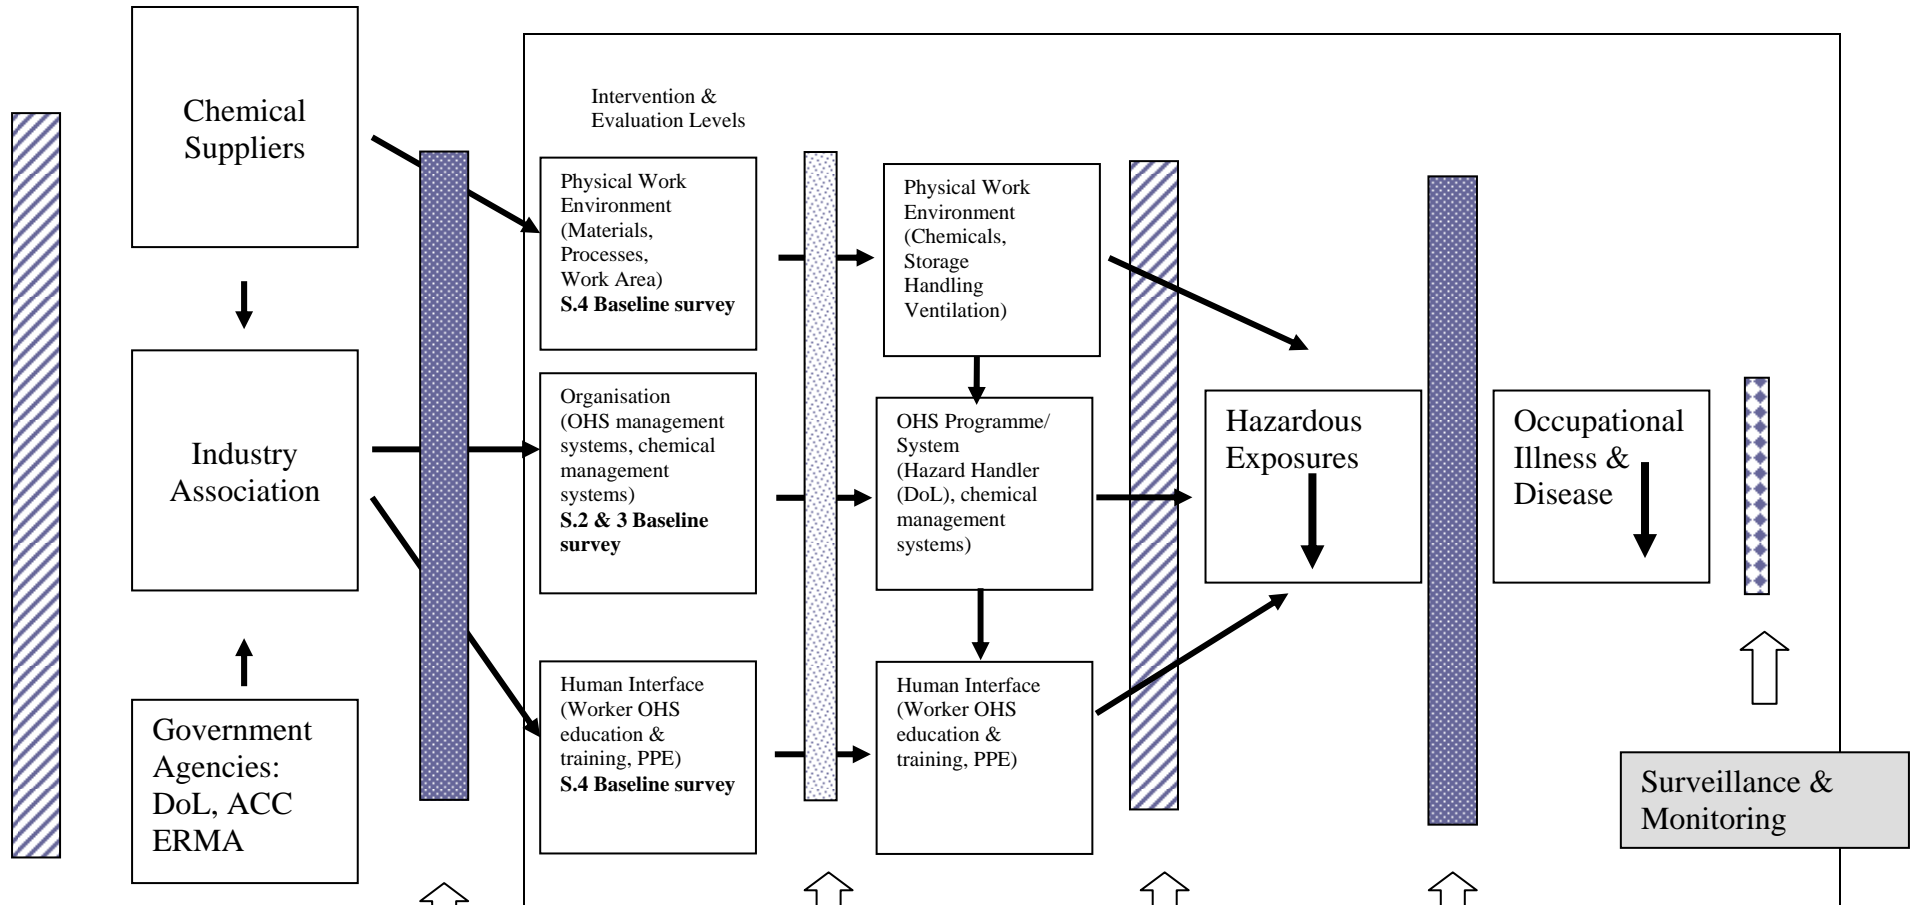 Chemical
Suppliers
Industry
Association
Government
Agencies:
DoL, ACC
ERMA
Intervention &
Evaluation Levels
Physical Work
Environment
(Materials,
Processes,
Work Area)
S.4 Baseline survey
Organisation
(OHS management
systems, chemical
management
systems)
S.2 & 3 Baseline
survey
Human Interface
(Worker OHS
education &
training, PPE)
S.4 Baseline survey
Physical Work
Environment
(Chemicals,
Storage
Handling
Ventilation)
OHS Programme/
System
(Hazard Handler
(DoL), chemical
management
systems)
Human Interface
(Worker OHS
education &
training, PPE)
Hazardous
Exposures
Occupational
Illness &
Disease
Surveillance &
Monitoring